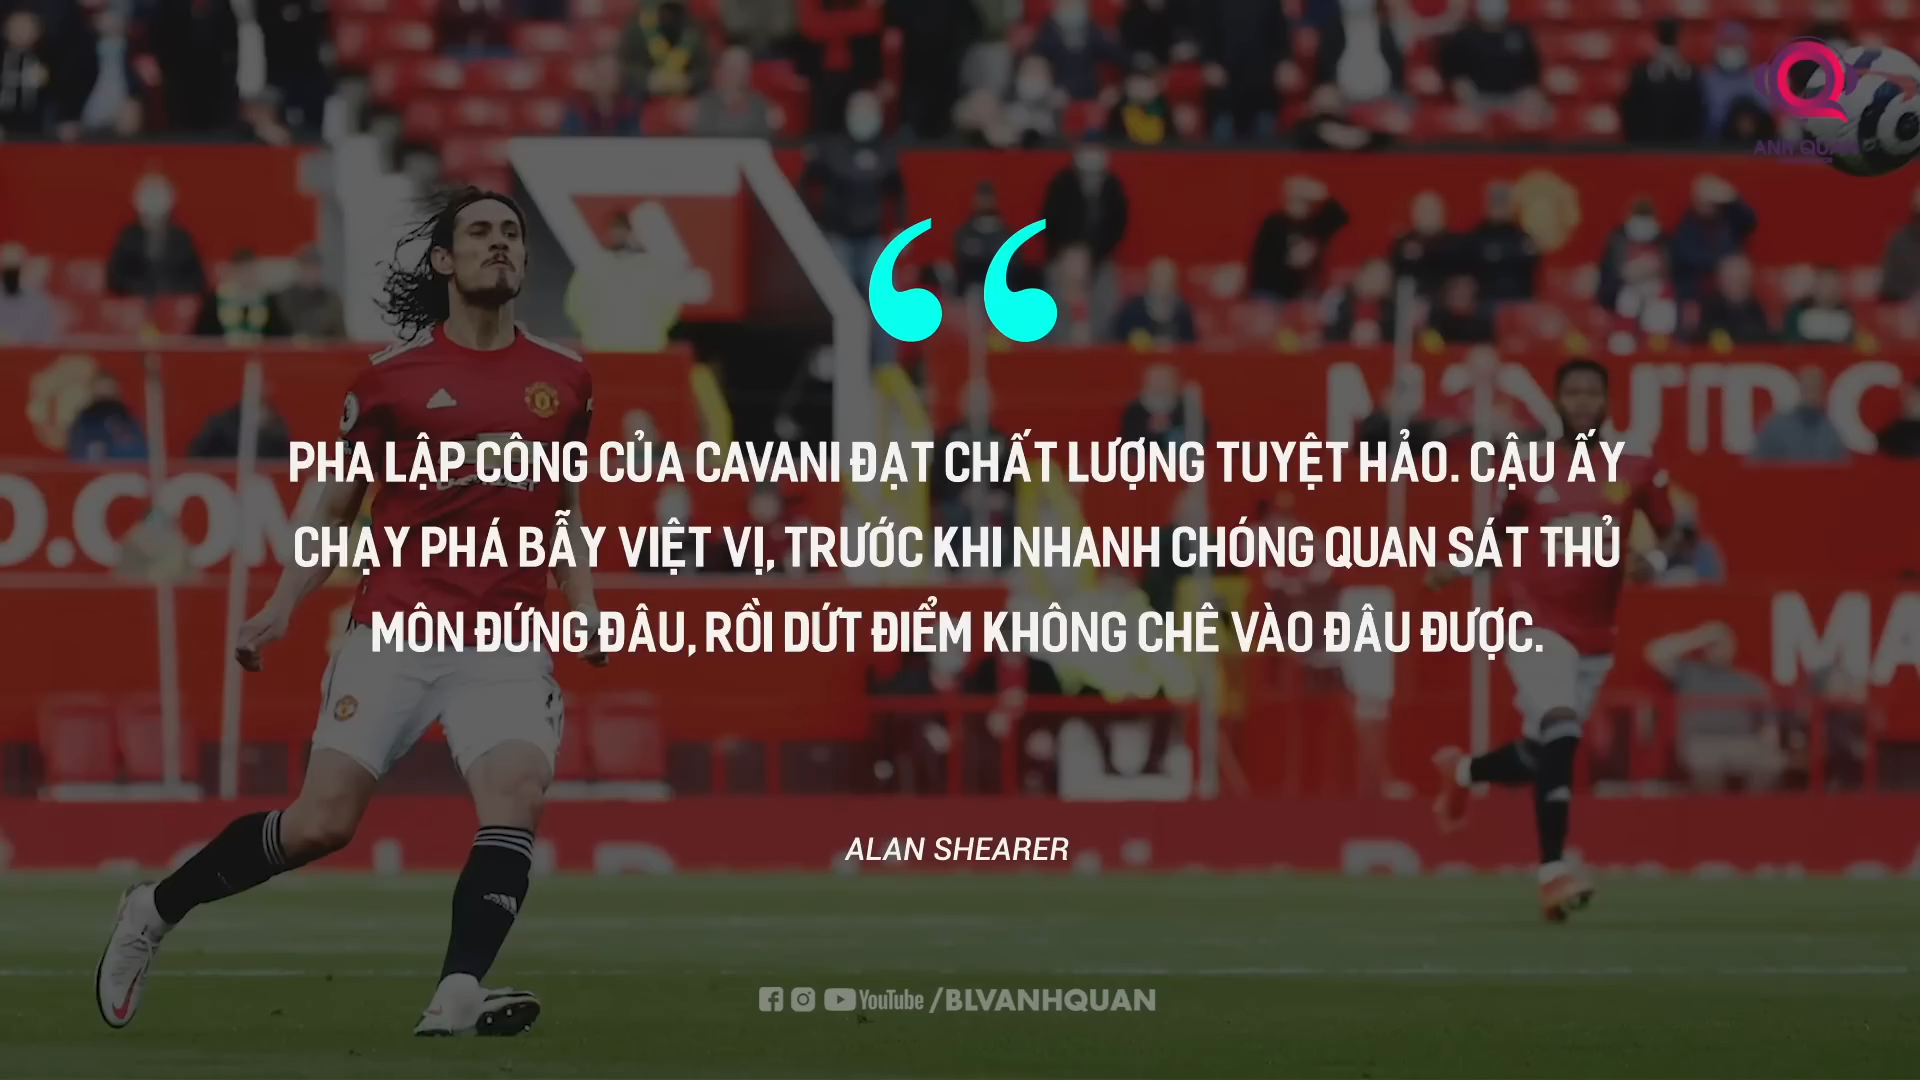 ANH QUÂN
PHA LẬP CÔNG CỦA CAVANI ĐẠT CHẤT LƯỢNG TUYỆT HẢO. CẬU ẤY
CHẠY PHÁ BẪY VIỆT VỊ, TRƯỚC KHI NHANH CHÓNG QUAN SÁT THỦ
MÔN ĐỨNG ĐÂU, RỒI DỨT ĐIỂM KHÔNG CHÊ VÀO ĐÂU ĐƯỢC.
ALAN SHEARER
YouTube /BLVANHQUAN